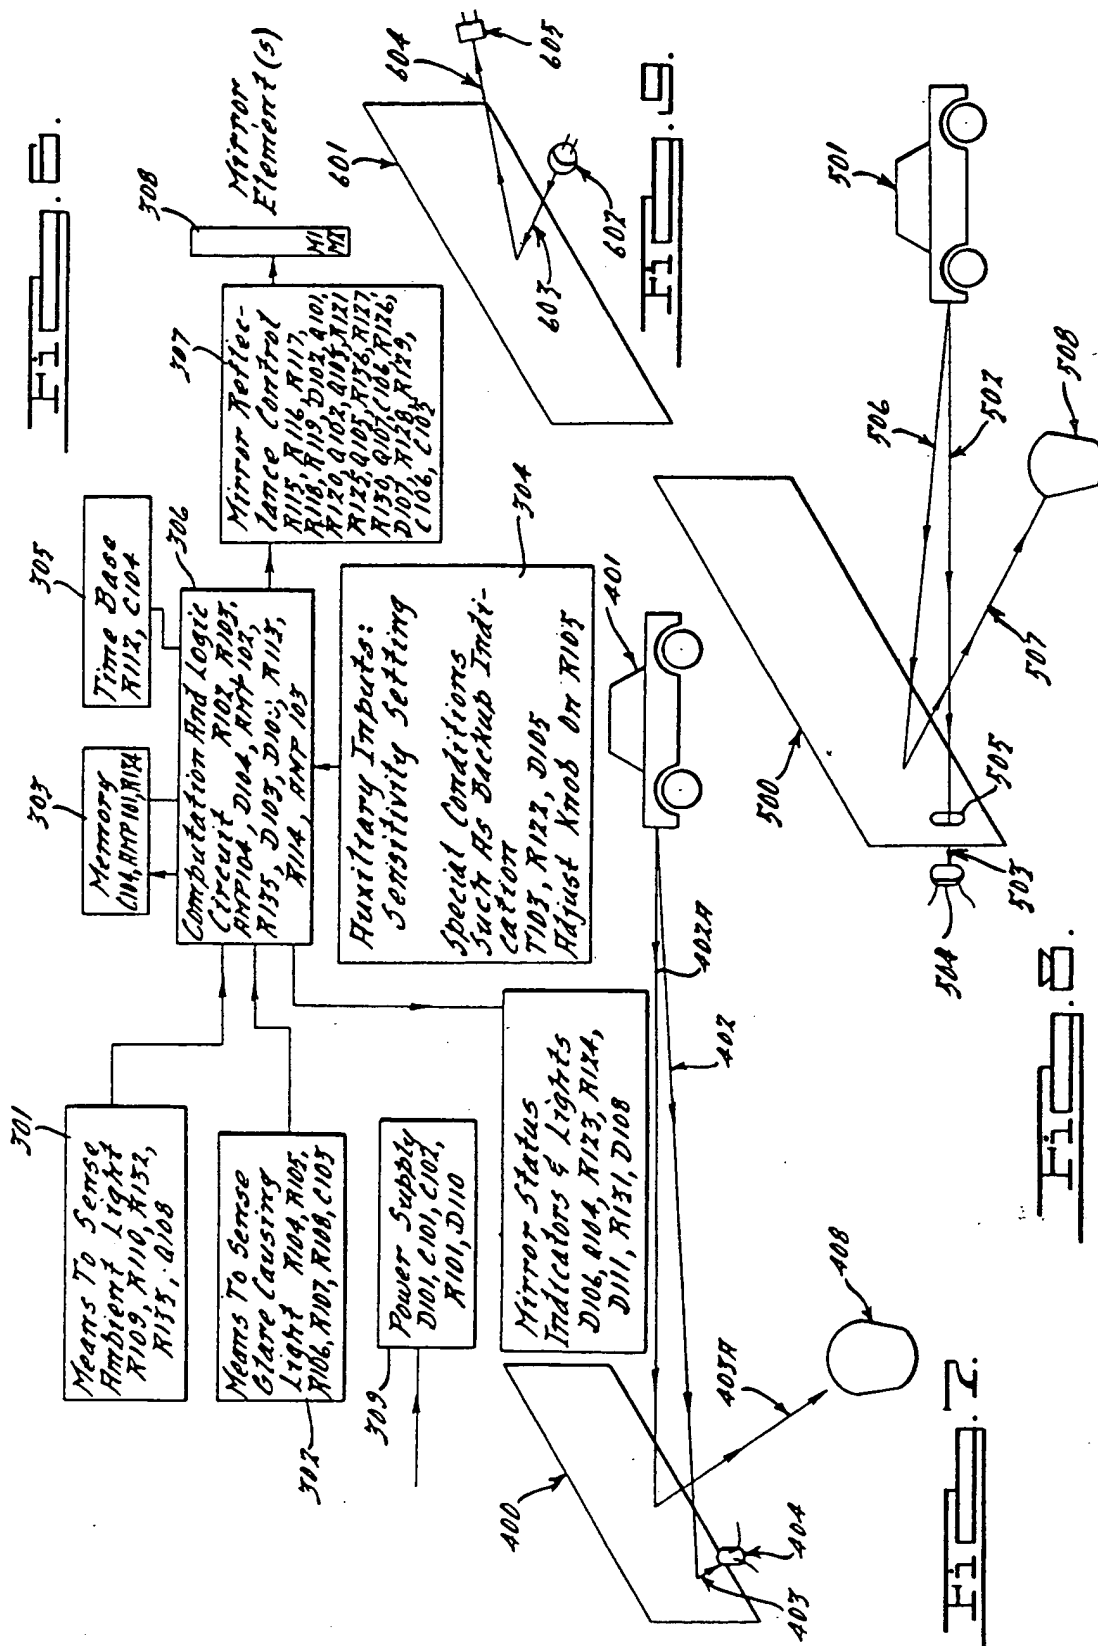 Fig. 6.
301
Means To Sense
Ambient Light
R109, R110, R132,
R133, Q108
302
Means To Sense
Glare Causing
Light R104, R105,
R106, R107, R108, C103
309
Power Supply
D101, C101, C102,
R101, D110
303
Memory
C104, AMP101, R134
305
Time Base
R112, C104
306
Computation And Logic
Circuit R102, R103,
AMP104, D104, AMP102,
R135, D103, D109, R113,
R114, AMP103
304
Auxiliary Inputs:
Sensitivity Setting
Special Conditions
Such As Backup Indi-
cation
T103, R122, D105
Adjust Knob On R103
307
Mirror Reflec-
tance Control
R115, R116, R117,
R118, R119, D102, Q101,
R120, Q102, Q103, R121
R125, Q105, R136, R127,
R130, Q107, C106, R126,
D107, R128, R129,
C106, C103
308
M1
M2
Mirror
Element(s)
Mirror Status
Indicators & Lights
D106, Q104, R123, R124,
D111, R131, D108
Fig. 7.
400
401
402
402A
403
403A
404
408
Fig. 8.
500
501
502
503
504
505
506
507
508
Fig. 9.
601
602
603
604
605